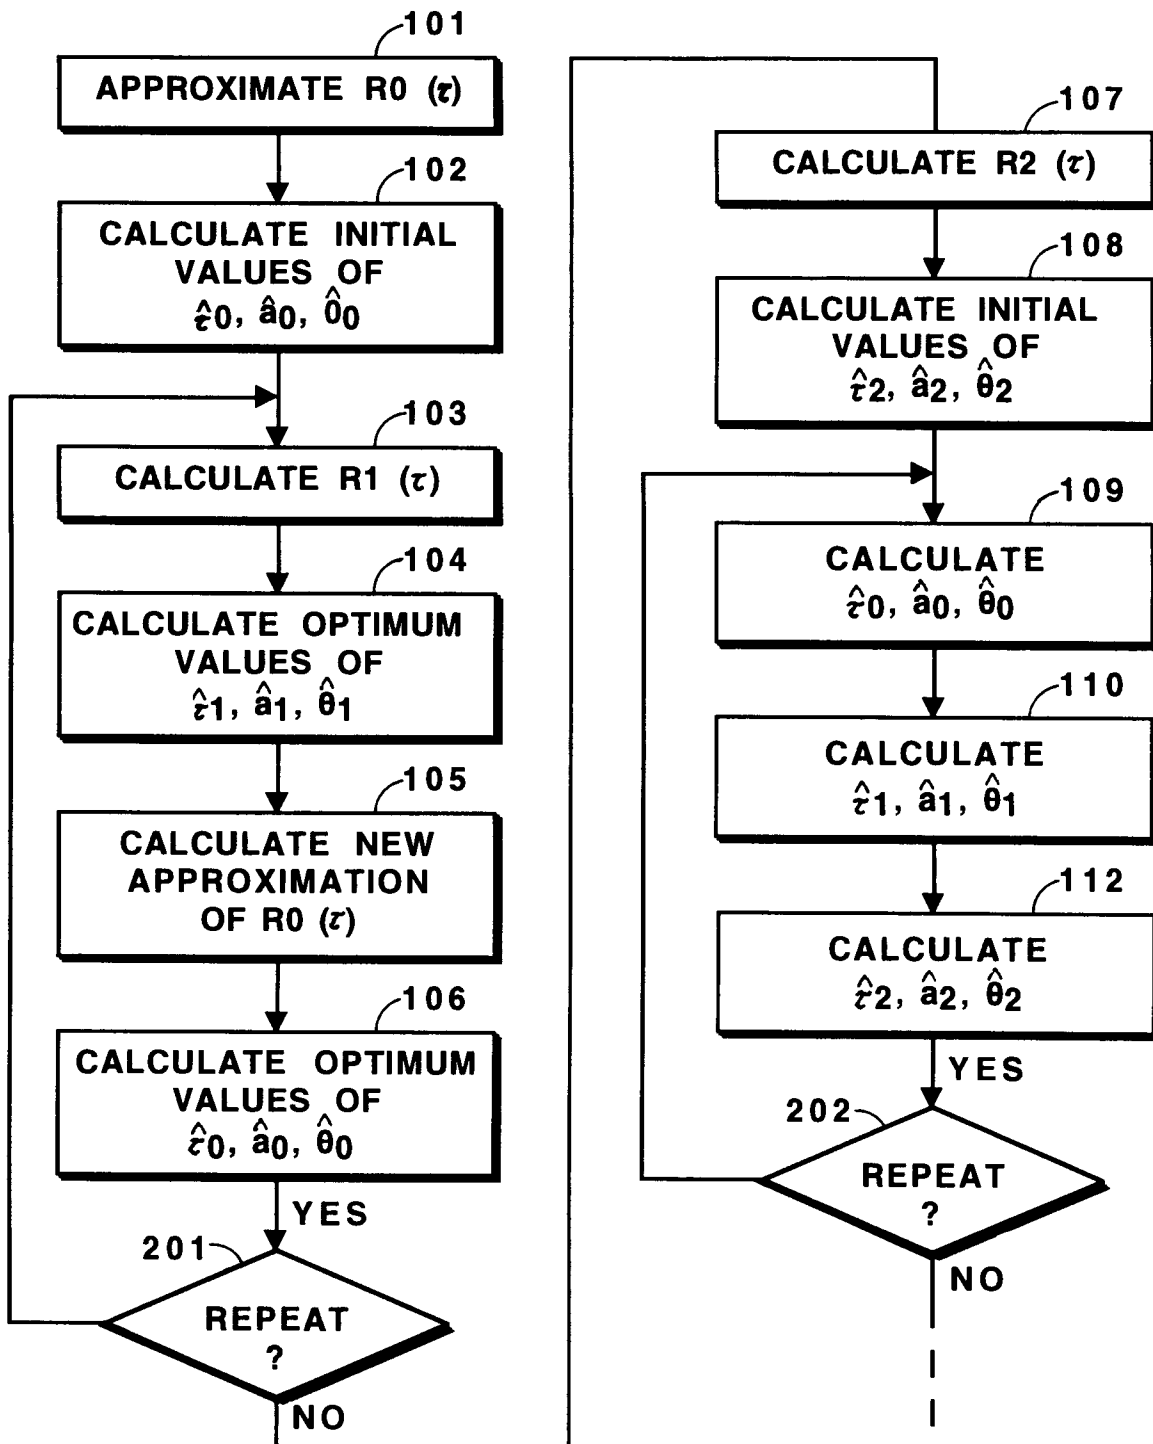 101
APPROXIMATE R0 (τ)
102
CALCULATE INITIAL
VALUES OF
τ̂0, â0, 0̂0
103
CALCULATE R1 (τ)
104
CALCULATE OPTIMUM
VALUES OF
τ̂1, â1, θ̂1
105
CALCULATE NEW
APPROXIMATION
OF R0 (τ)
106
CALCULATE OPTIMUM
VALUES OF
τ̂0, â0, θ̂0
YES
201
REPEAT
?
NO
107
CALCULATE R2 (τ)
108
CALCULATE INITIAL
VALUES OF
τ̂2, â2, θ̂2
109
CALCULATE
τ̂0, â0, θ̂0
110
CALCULATE
τ̂1, â1, θ̂1
112
CALCULATE
τ̂2, â2, θ̂2
YES
202
REPEAT
?
NO